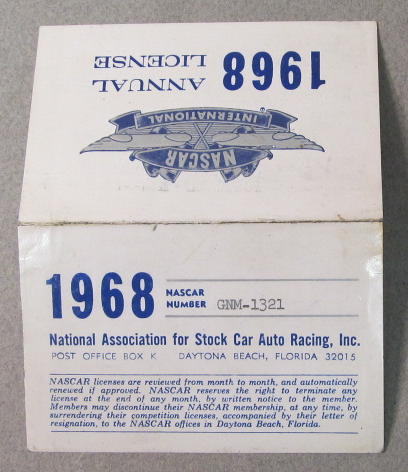 1968
ANNUAL
LICENSE
NASCAR
INTERNATIONAL
®
1968
NASCAR
NUMBER GNM-1321
National Association for Stock Car Auto Racing, Inc.
POST OFFICE BOX K DAYTONA BEACH, FLORIDA 32015
NASCAR licenses are reviewed from month to month, and automatically
renewed if approved. NASCAR reserves the right to terminate any
license at the end of any month, by written notice to the member.
Members may discontinue their NASCAR membership, at any time, by
surrendering their competition licenses, accompanied by their letter of
resignation, to the NASCAR offices in Daytona Beach, Florida.